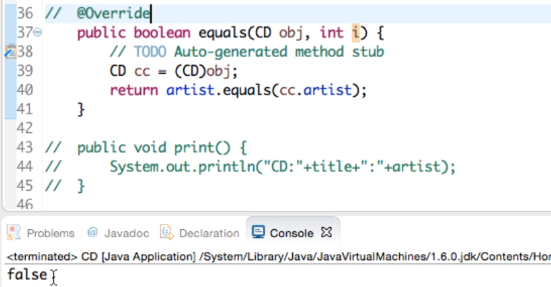 36 //  @Override
37 public boolean equals(CD obj, int i) {
38 // TODO Auto-generated method stub
39 CD cc = (CD)obj;
40 return artist.equals(cc.artist);
41 }
42
43 //  public void print() {
44 //      System.out.println("CD:"+title+":"+artist);
45 //  }
46
Problems @ Javadoc Declaration Console
<terminated> CD [Java Application] /System/Library/Java/JavaVirtualMachines/1.6.0.jdk/Contents/Ho
false